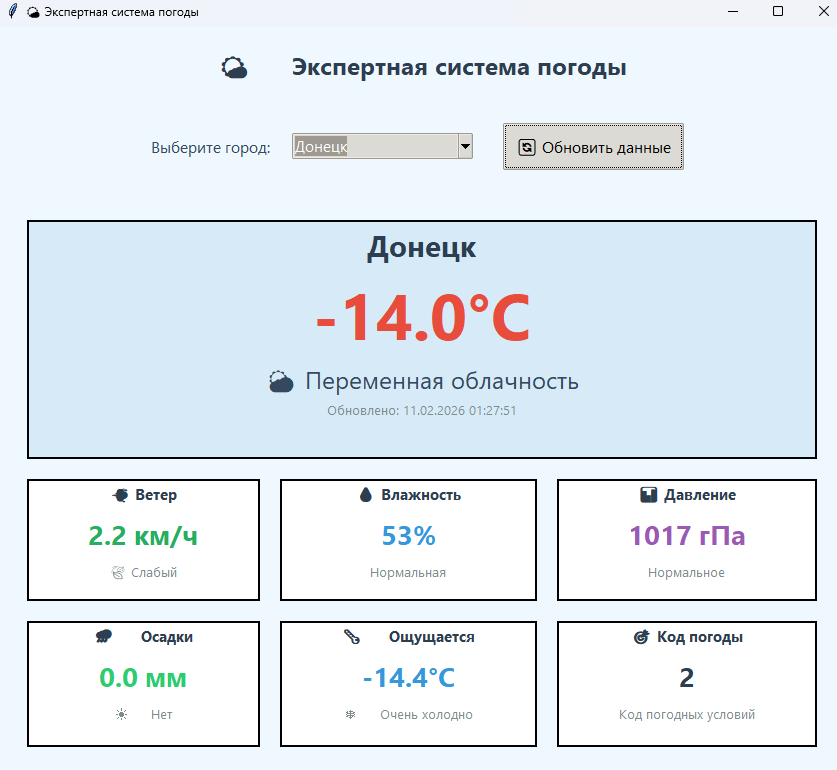 Экспертная система погоды
Экспертная система погоды
Выберите город:
Донецк
Обновить данные
Донецк
-14.0°C
Переменная облачность
Обновлено: 11.02.2026 01:27:51
Ветер
2.2 км/ч
Слабый
Влажность
53%
Нормальная
Давление
1017 гПа
Нормальное
Осадки
0.0 мм
Нет
Ощущается
-14.4°C
Очень холодно
Код погоды
2
Код погодных условий